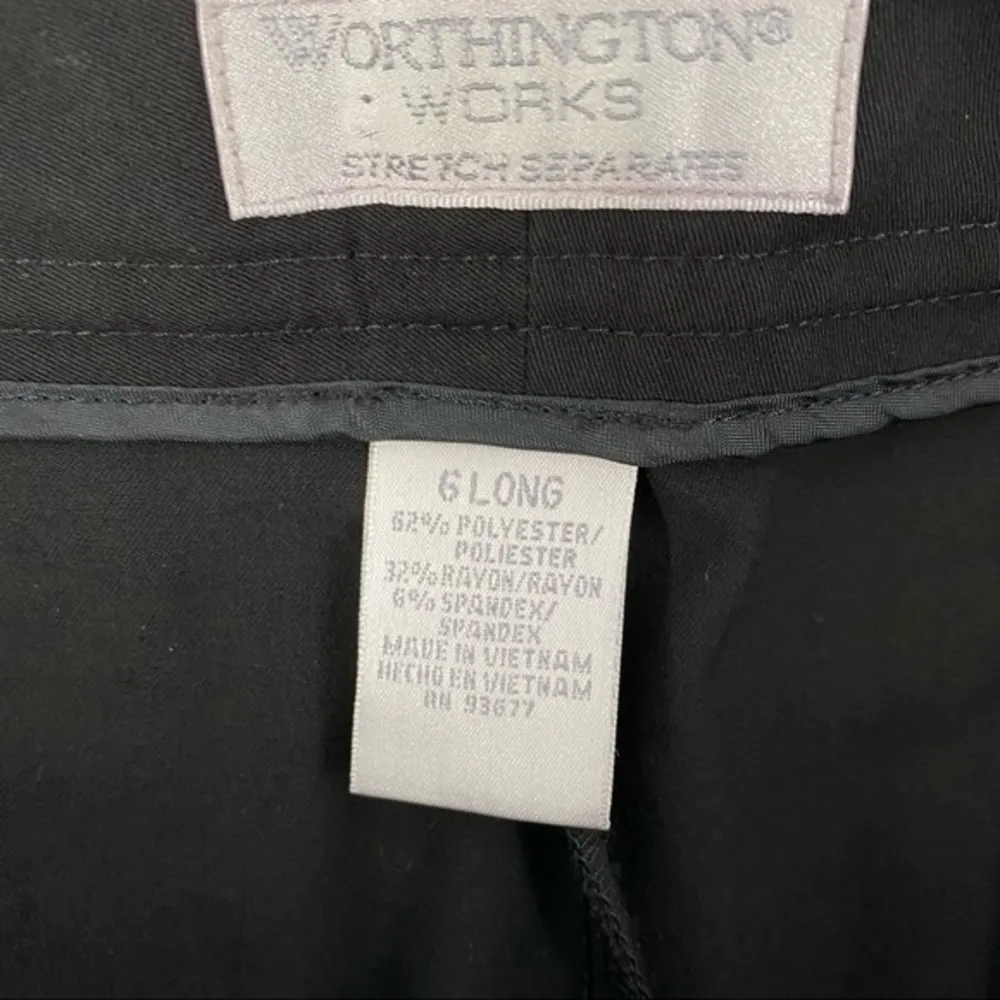 WORTHINGTON®
WORKS
STRETCH SEPARATES
6 LONG
62% POLYESTER/
POLIESTER
32% RAYON/RAYON
6% SPANDEX/
SPANDEX
MADE IN VIETNAM
HECHO EN VIETNAM
RN 93677